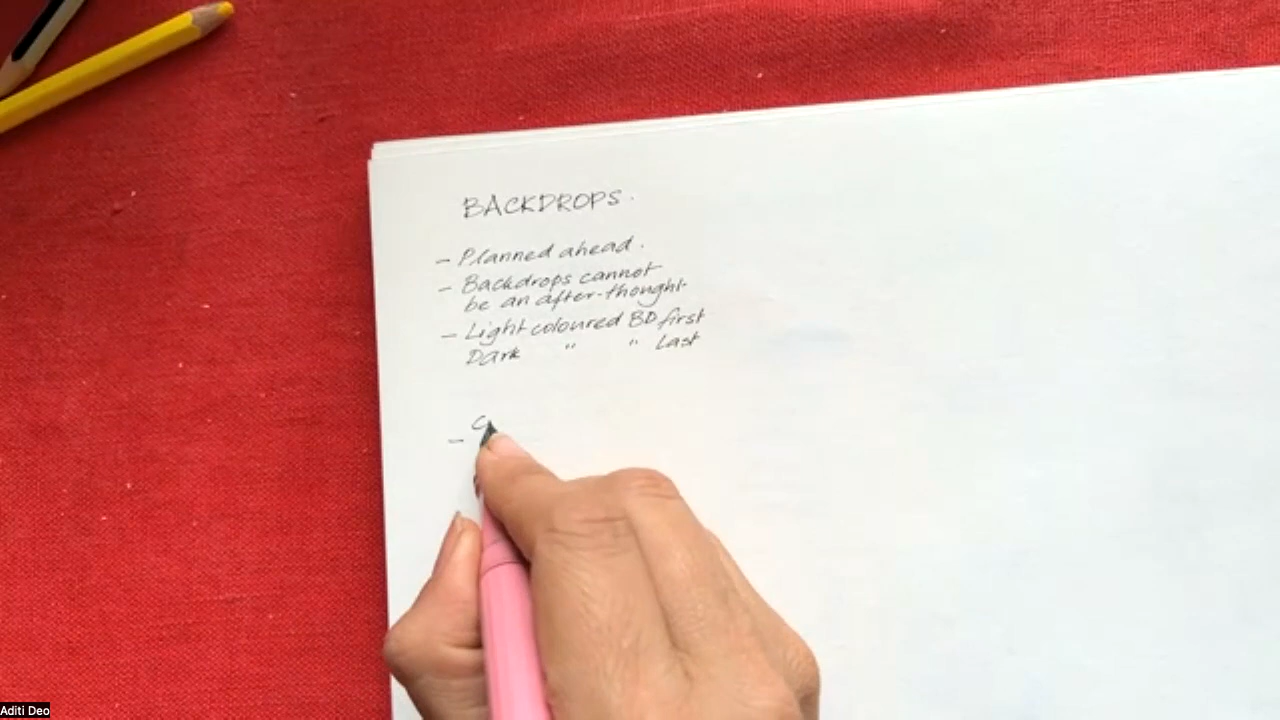 BACKDROPS.
- Planned ahead.
- Backdrops cannot
be an after-thought.
- Light coloured BD first
Dark " " Last
-
Aditi Deo